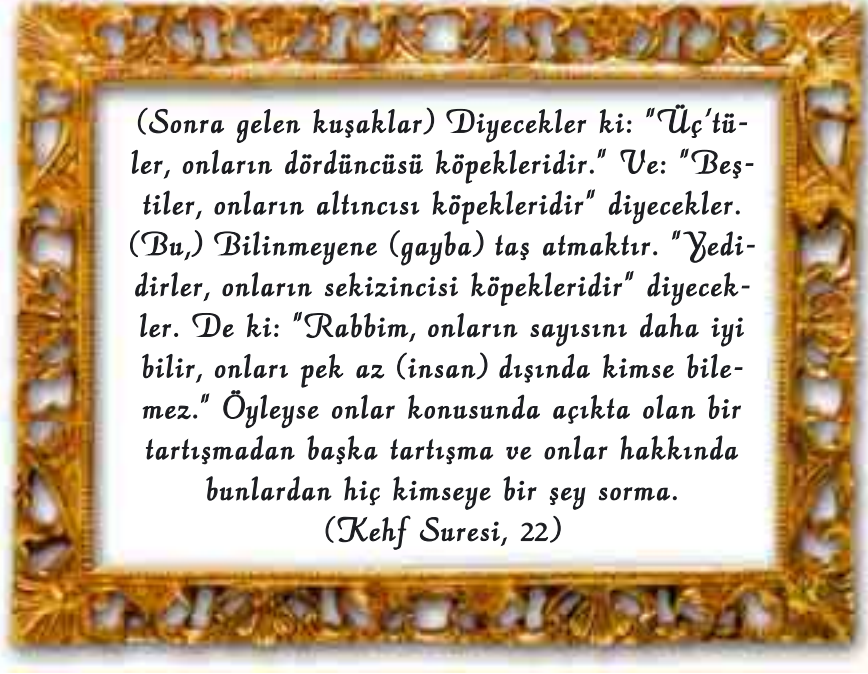 (Sonra gelen kuşaklar) Diyecekler ki: "Üç'tü-
ler, onların dördüncüsü köpekleridir." Ve: "Beş-
tiler, onların altıncısı köpekleridir" diyecekler.
(Bu,) Bilinmeyene (gayba) taş atmaktır. "Yedi-
dirler, onların sekizincisi köpekleridir" diyecek-
ler. De ki: "Rabbim, onların sayısını daha iyi
bilir, onları pek az (insan) dışında kimse bile-
mez." Öyleyse onlar konusunda açıkta olan bir
tartışmadan başka tartışma ve onlar hakkında
bunlardan hiç kimseye bir şey sorma.
(Kehf Suresi, 22)